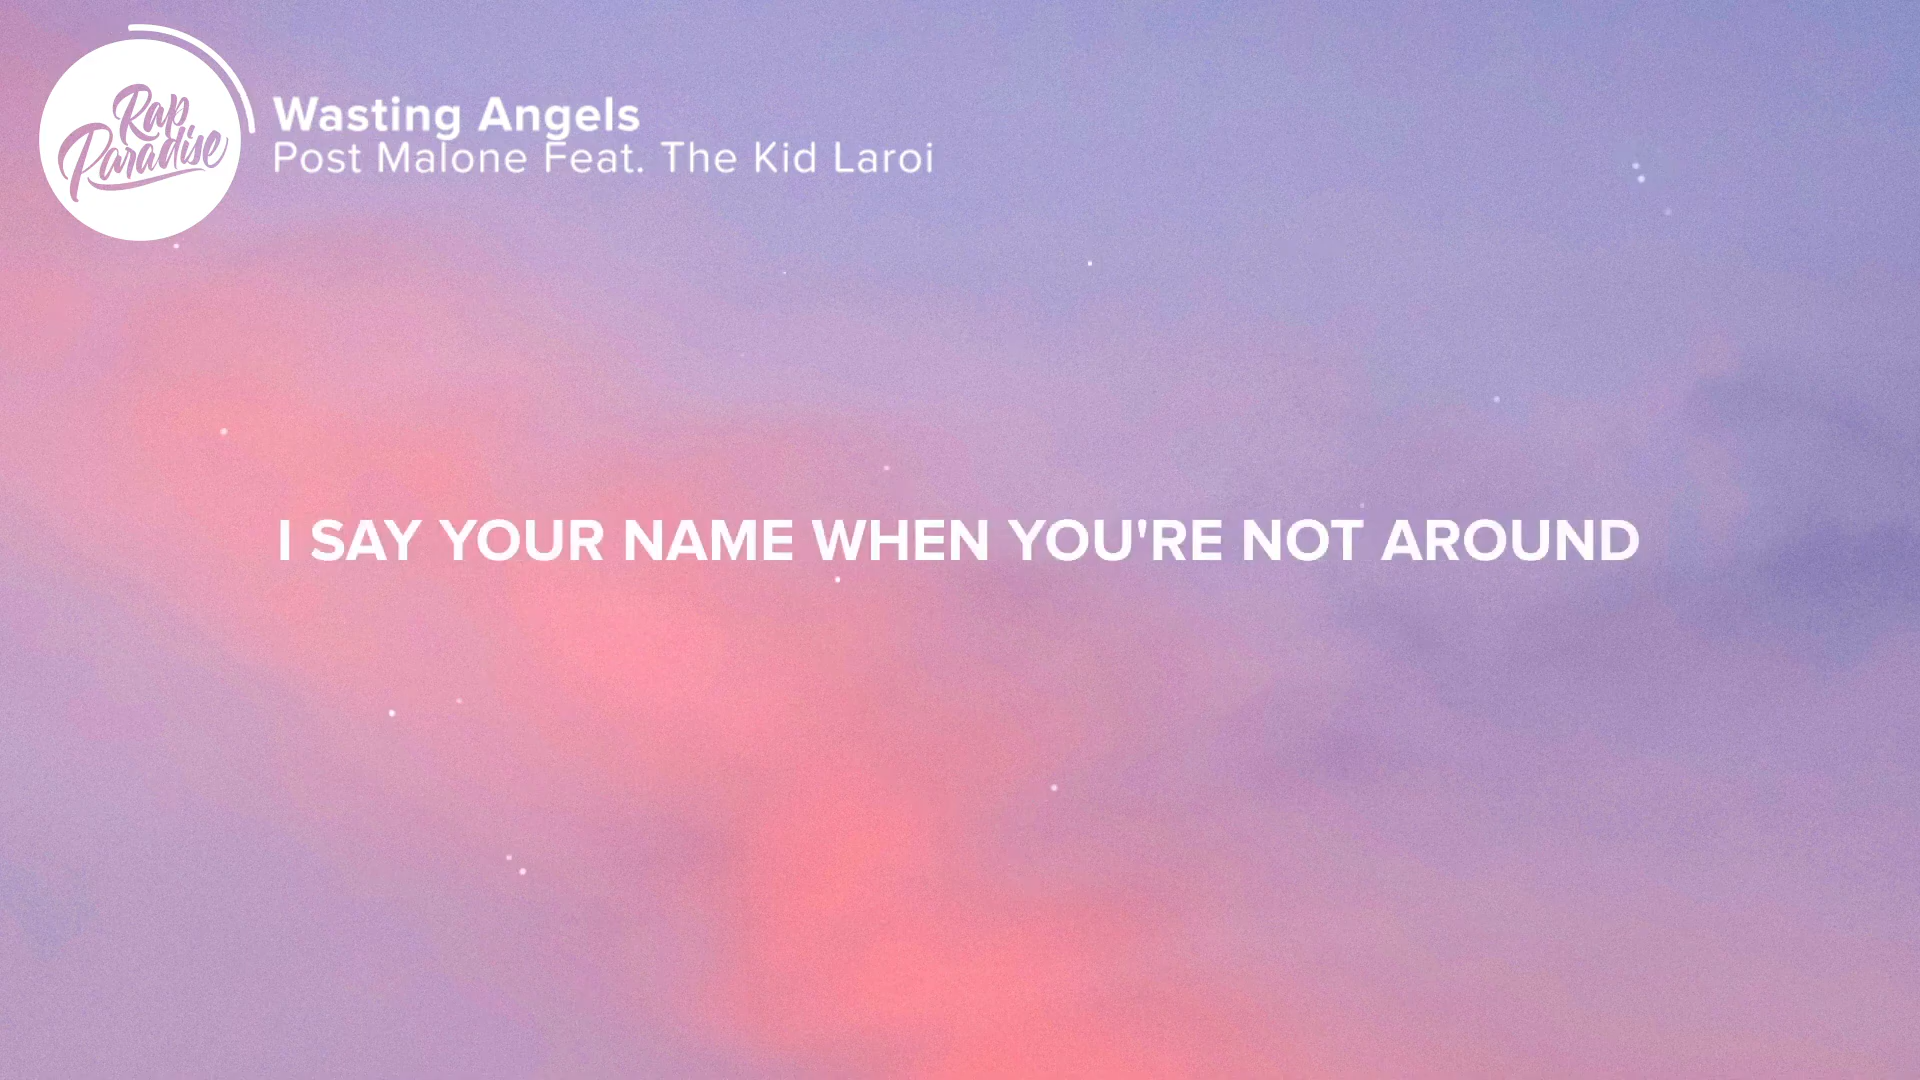 Rap
Paradise
Wasting Angels
Post Malone Feat. The Kid Laroi
I SAY YOUR NAME WHEN YOU'RE NOT AROUND